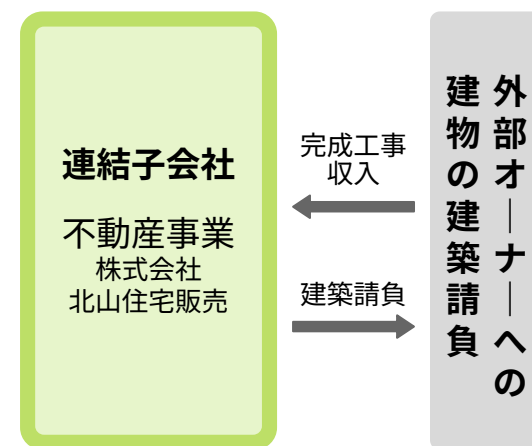 連結子会社
不動産事業
株式会社
北山住宅販売
完成工事
収入
建築請負
外部オーナーへの
建物の建築請負